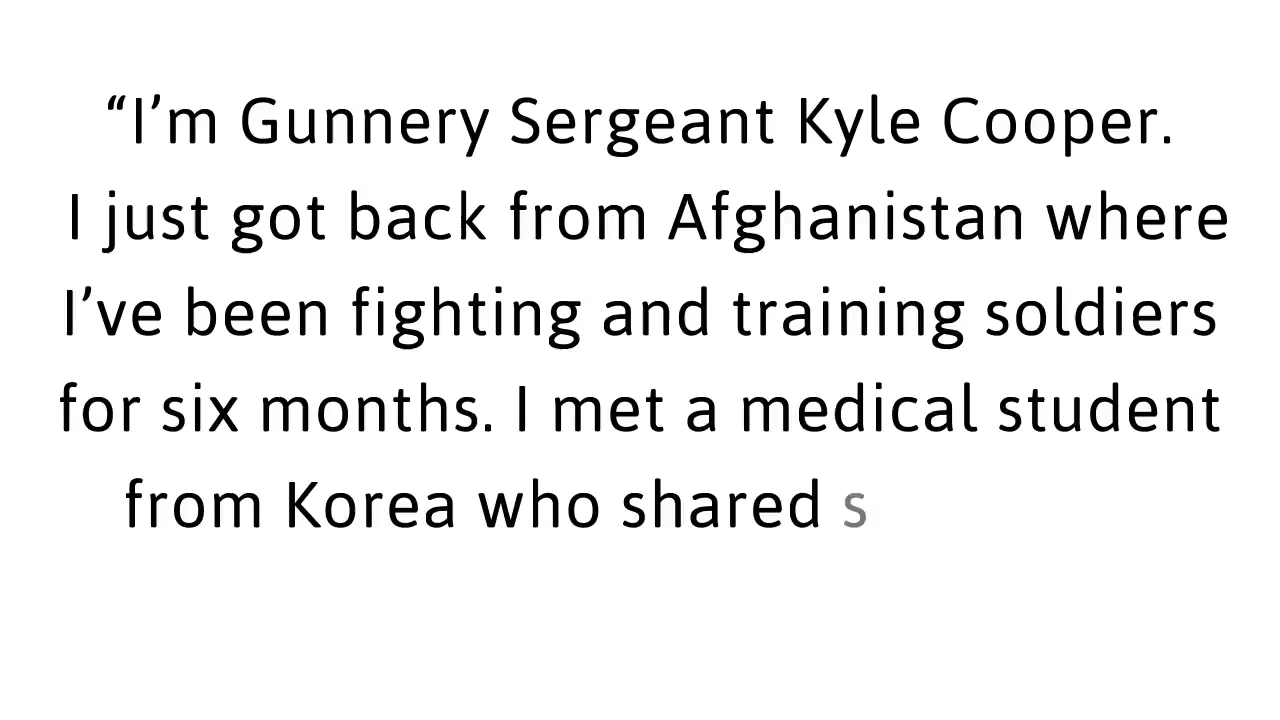 “I’m Gunnery Sergeant Kyle Cooper.
I just got back from Afghanistan where
I’ve been fighting and training soldiers
for six months. I met a medical student
from Korea who shared s